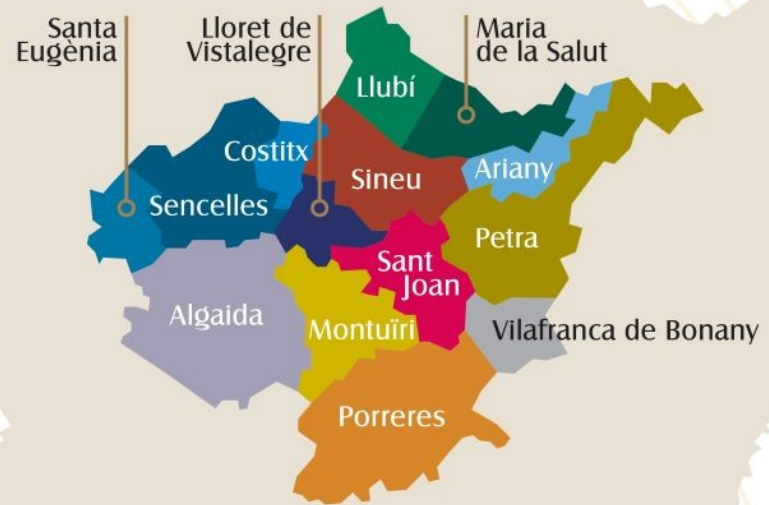 Santa
Eugènia
Lloret de
Vistalegre
Maria
de la Salut
Llubí
Costitx
Sineu
Ariany
Sencelles
Petra
Sant
Joan
Algaida
Montuïri
Vilafranca de Bonany
Porreres